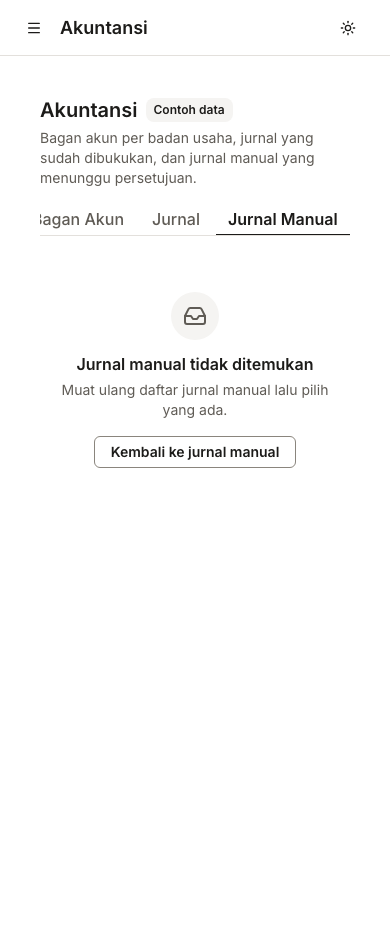 Akuntansi
Akuntansi
Contoh data
Bagan akun per badan usaha, jurnal yang
sudah dibukukan, dan jurnal manual yang
menunggu persetujuan.
Bagan Akun
Jurnal
Jurnal Manual
Jurnal manual tidak ditemukan
Muat ulang daftar jurnal manual lalu pilih
yang ada.
Kembali ke jurnal manual